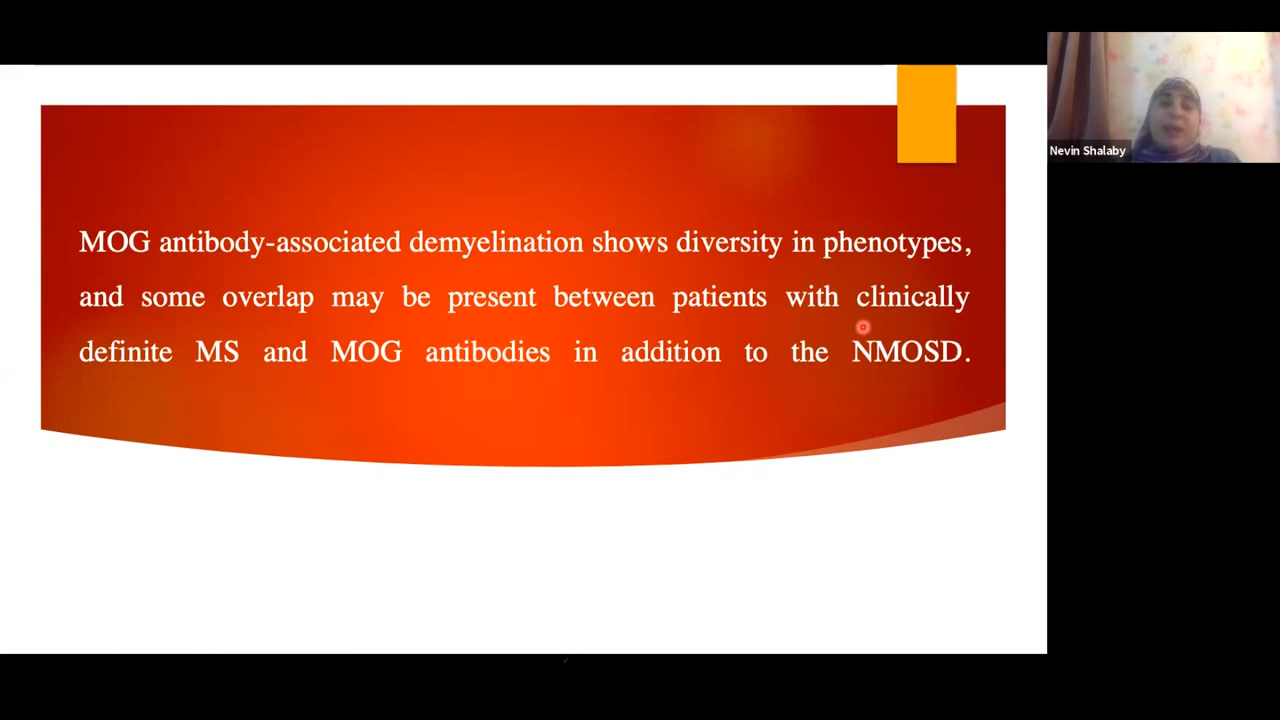 MOG antibody-associated demyelination shows diversity in phenotypes,
and some overlap may be present between patients with clinically
definite MS and MOG antibodies in addition to the NMOSD.
Nevin Shalaby